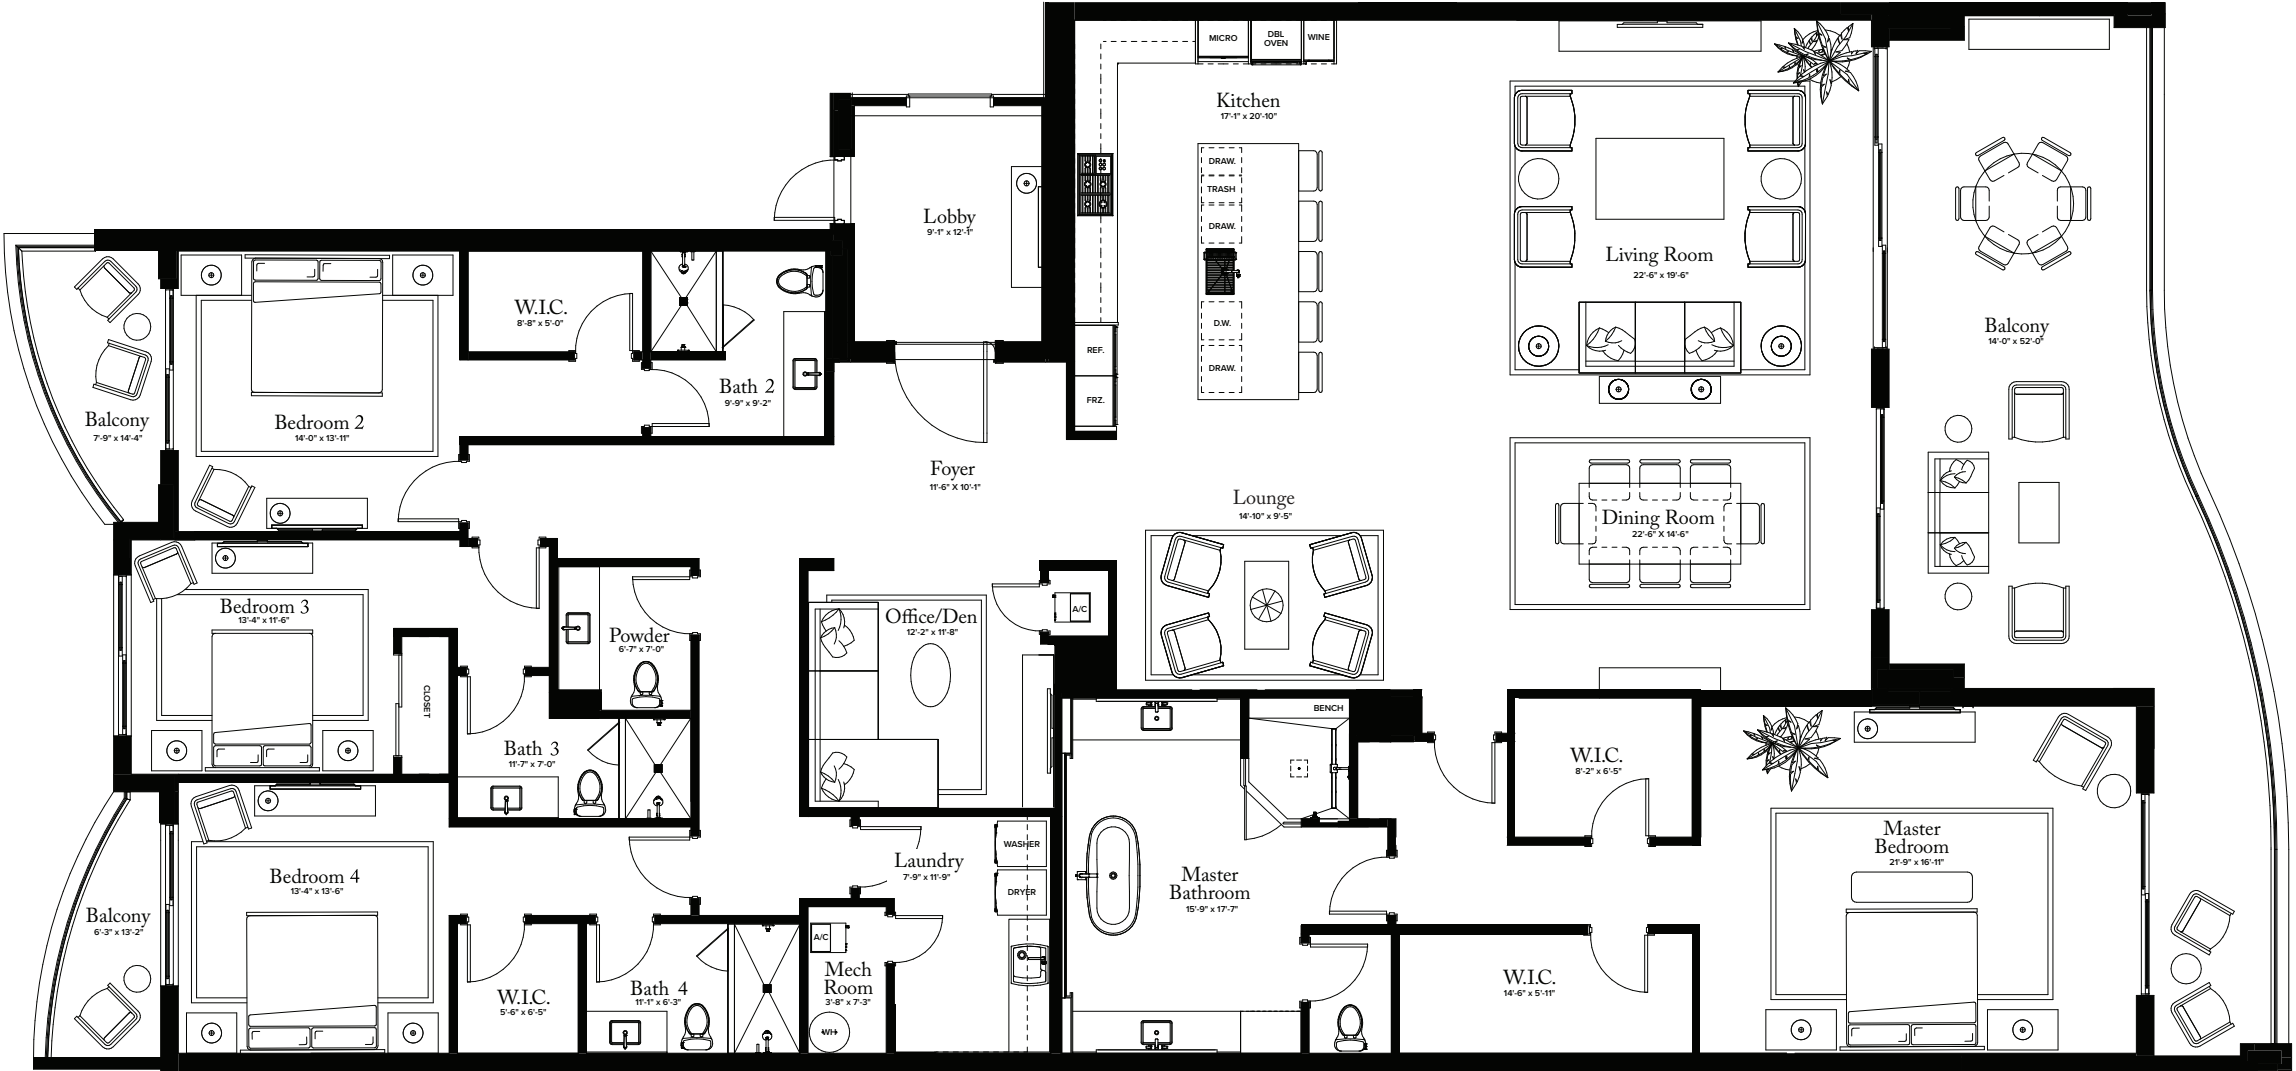 MICRO
DBL
OVEN
WINE
Kitchen
17'-1" x 20'-10"
DRAW.
TRASH
DRAW.
D.W.
DRAW.
REF.
FRZ.
Lobby
9'-1" x 12'-1"
Living Room
22'-6" x 19'-6"
Balcony
14'-0" x 52'-0"
W.I.C.
8'-8" x 5'-0"
Bath 2
9'-9" x 9'-2"
Balcony
7'-9" x 14'-4"
Bedroom 2
14'-0" x 13'-11"
Foyer
11'-6" X 10'-1"
Lounge
14'-10" x 9'-5"
Dining Room
22'-6" X 14'-6"
Bedroom 3
13'-4" x 11'-6"
CLOSET
Powder
6'-7" x 7'-0"
Office/Den
12'-2" x 11'-8"
A/C
Bath 3
11'-7" x 7'-0"
BENCH
W.I.C.
8'-2" x 6'-5"
Master
Bedroom
21'-9" x 16'-11"
Bedroom 4
13'-4" x 13'-6"
Laundry
7'-9" x 11'-9"
WASHER
DRYER
Master
Bathroom
15'-9" x 17'-7"
Balcony
6'-3" x 13'-2"
W.I.C.
5'-6" x 6'-5"
Bath 4
11'-1" x 6'-3"
A/C
Mech
Room
3'-8" x 7'-3"
WH
W.I.C.
14'-6" x 5'-11"